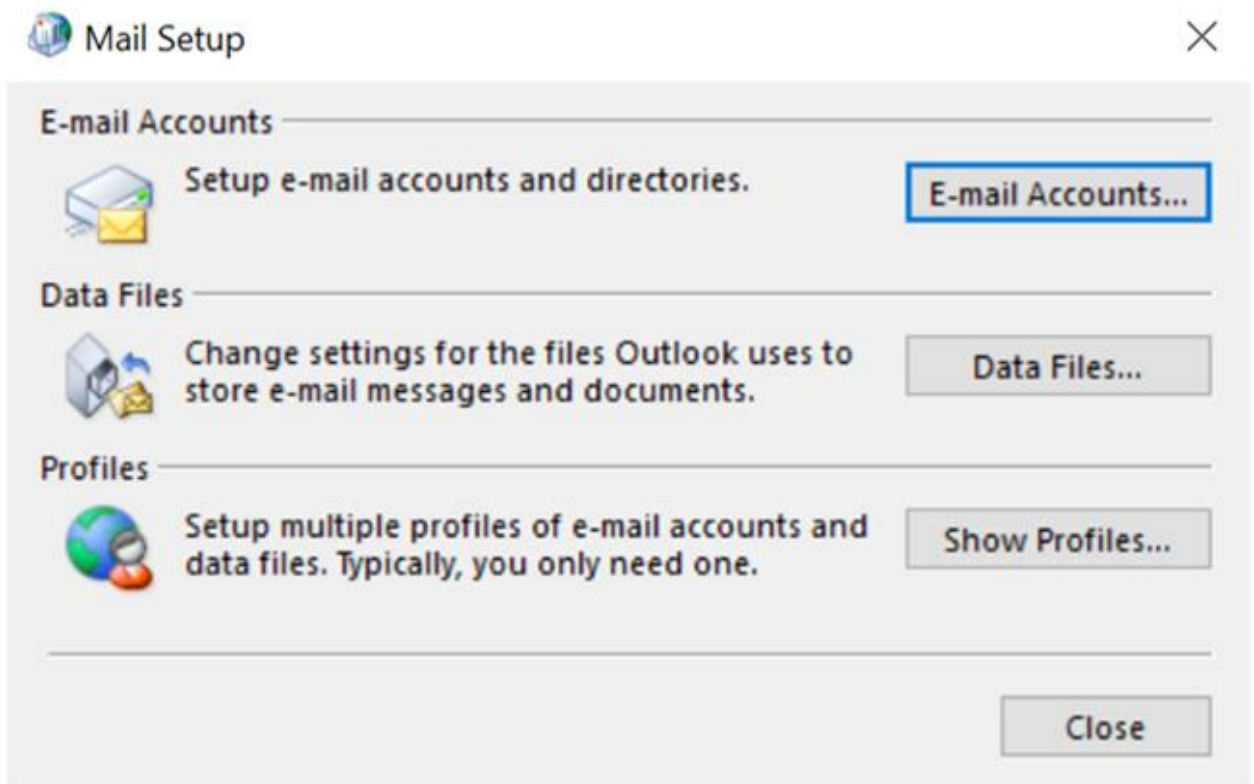 Mail Setup
E-mail Accounts
Setup e-mail accounts and directories.
E-mail Accounts...
Data Files
Change settings for the files Outlook uses to
store e-mail messages and documents.
Data Files...
Profiles
Setup multiple profiles of e-mail accounts and
data files. Typically, you only need one.
Show Profiles...
Close